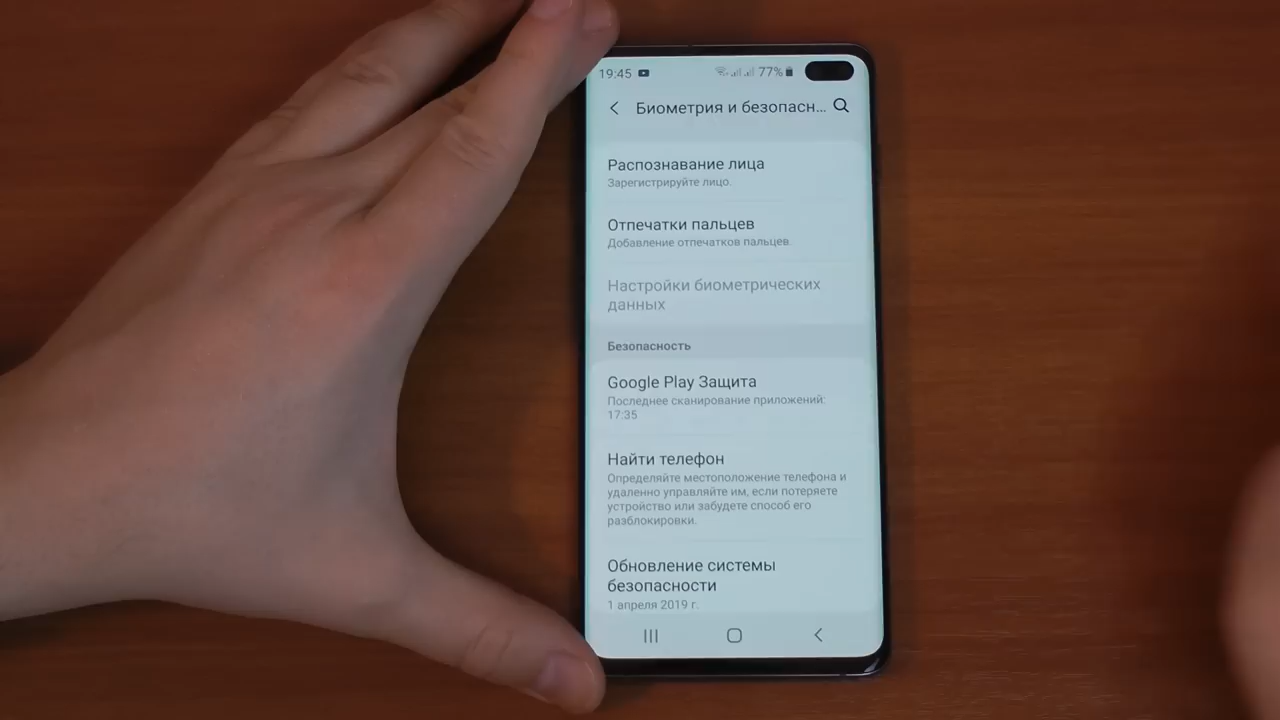 19:45 77%
Биометрия и безопасн...
Распознавание лица
Зарегистрируйте лицо.
Отпечатки пальцев
Добавление отпечатков пальцев.
Настройки биометрических
данных
Безопасность
Google Play Защита
Последнее сканирование приложений:
17:35
Найти телефон
Определяйте местоположение телефона и
удаленно управляйте им, если потеряете
устройство или забудете способ его
разблокировки.
Обновление системы
безопасности
1 апреля 2019 г.